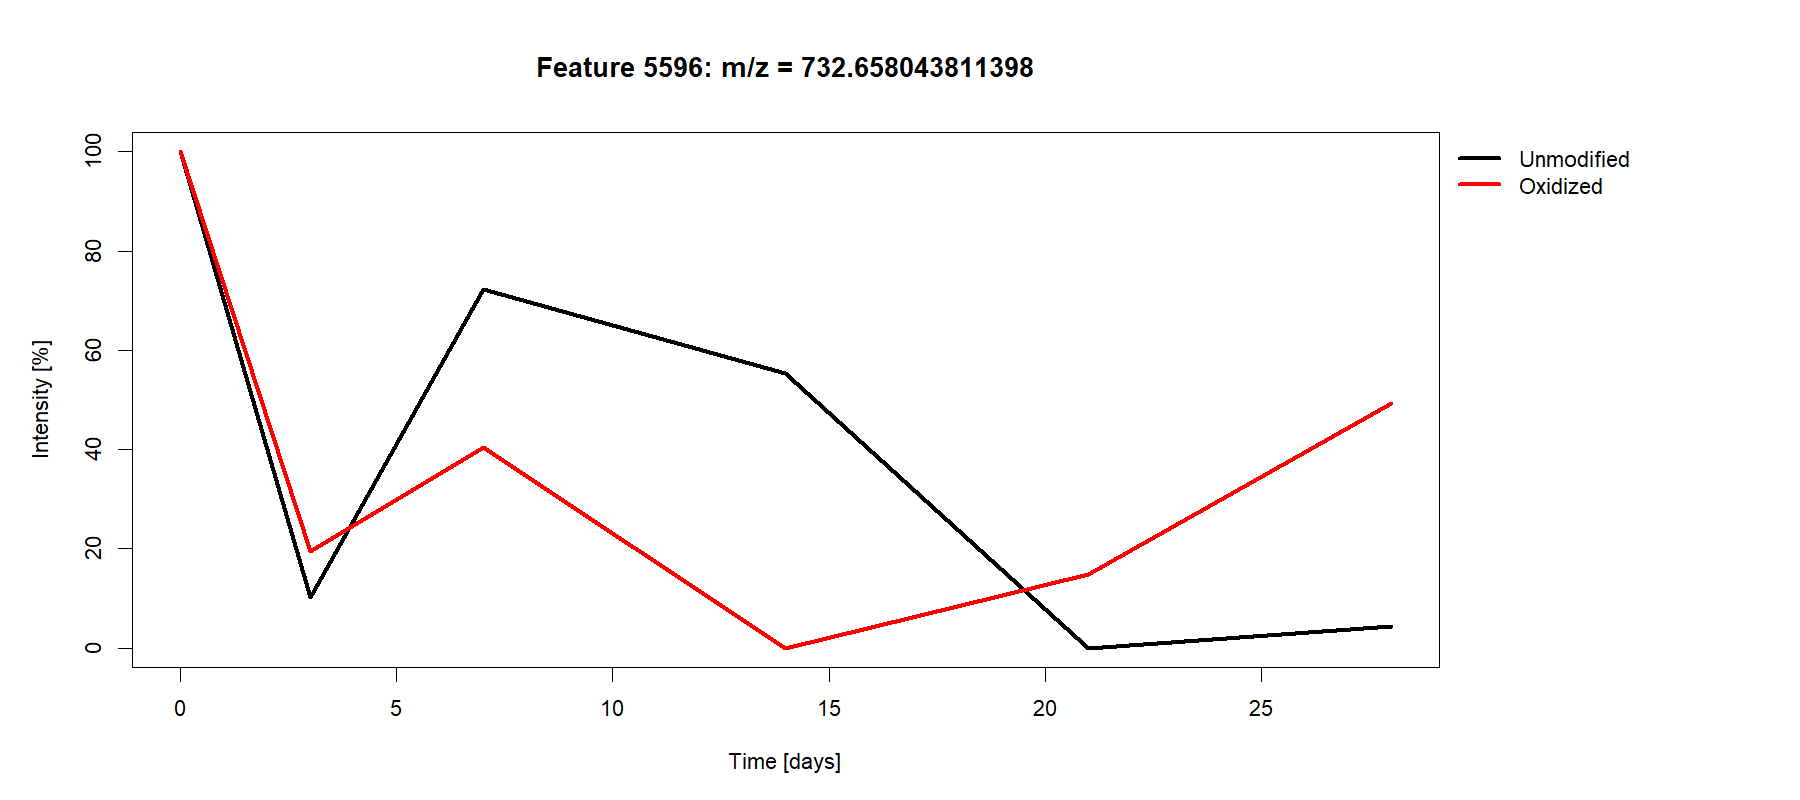 Feature 5596: m/z = 732.658043811398
Unmodified
Oxidized
Intensity [%]
100
80
60
40
20
0
0 5 10 15 20 25
Time [days]